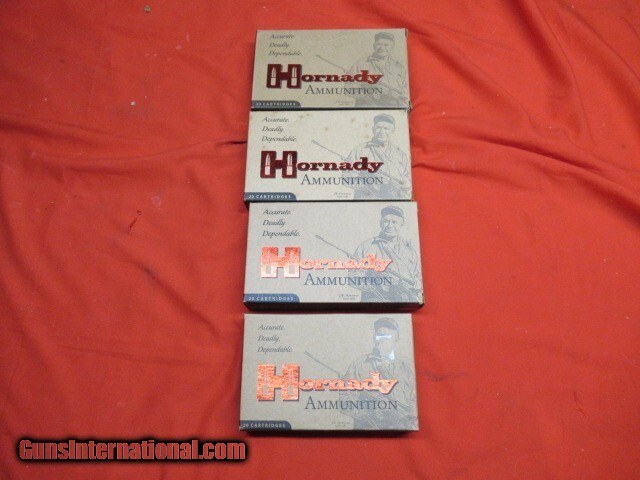 Accurate.
Deadly.
Dependable.
Hornady
AMMUNITION
20 CARTRIDGES
Accurate.
Deadly.
Dependable.
Hornady
AMMUNITION
20 CARTRIDGES
Accurate.
Deadly.
Dependable.
Hornady
AMMUNITION
20 CARTRIDGES
Accurate.
Deadly.
Dependable.
Hornady
AMMUNITION
20 CARTRIDGES
GunsInternational.com